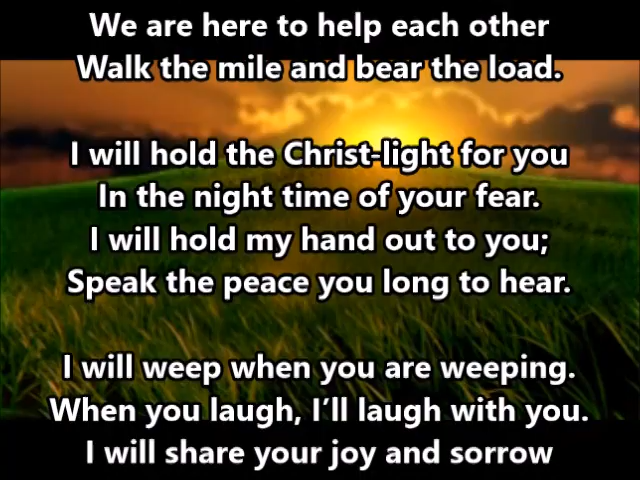 We are here to help each other
Walk the mile and bear the load.
I will hold the Christ-light for you
In the night time of your fear.
I will hold my hand out to you;
Speak the peace you long to hear.
I will weep when you are weeping.
When you laugh, I’ll laugh with you.
I will share your joy and sorrow